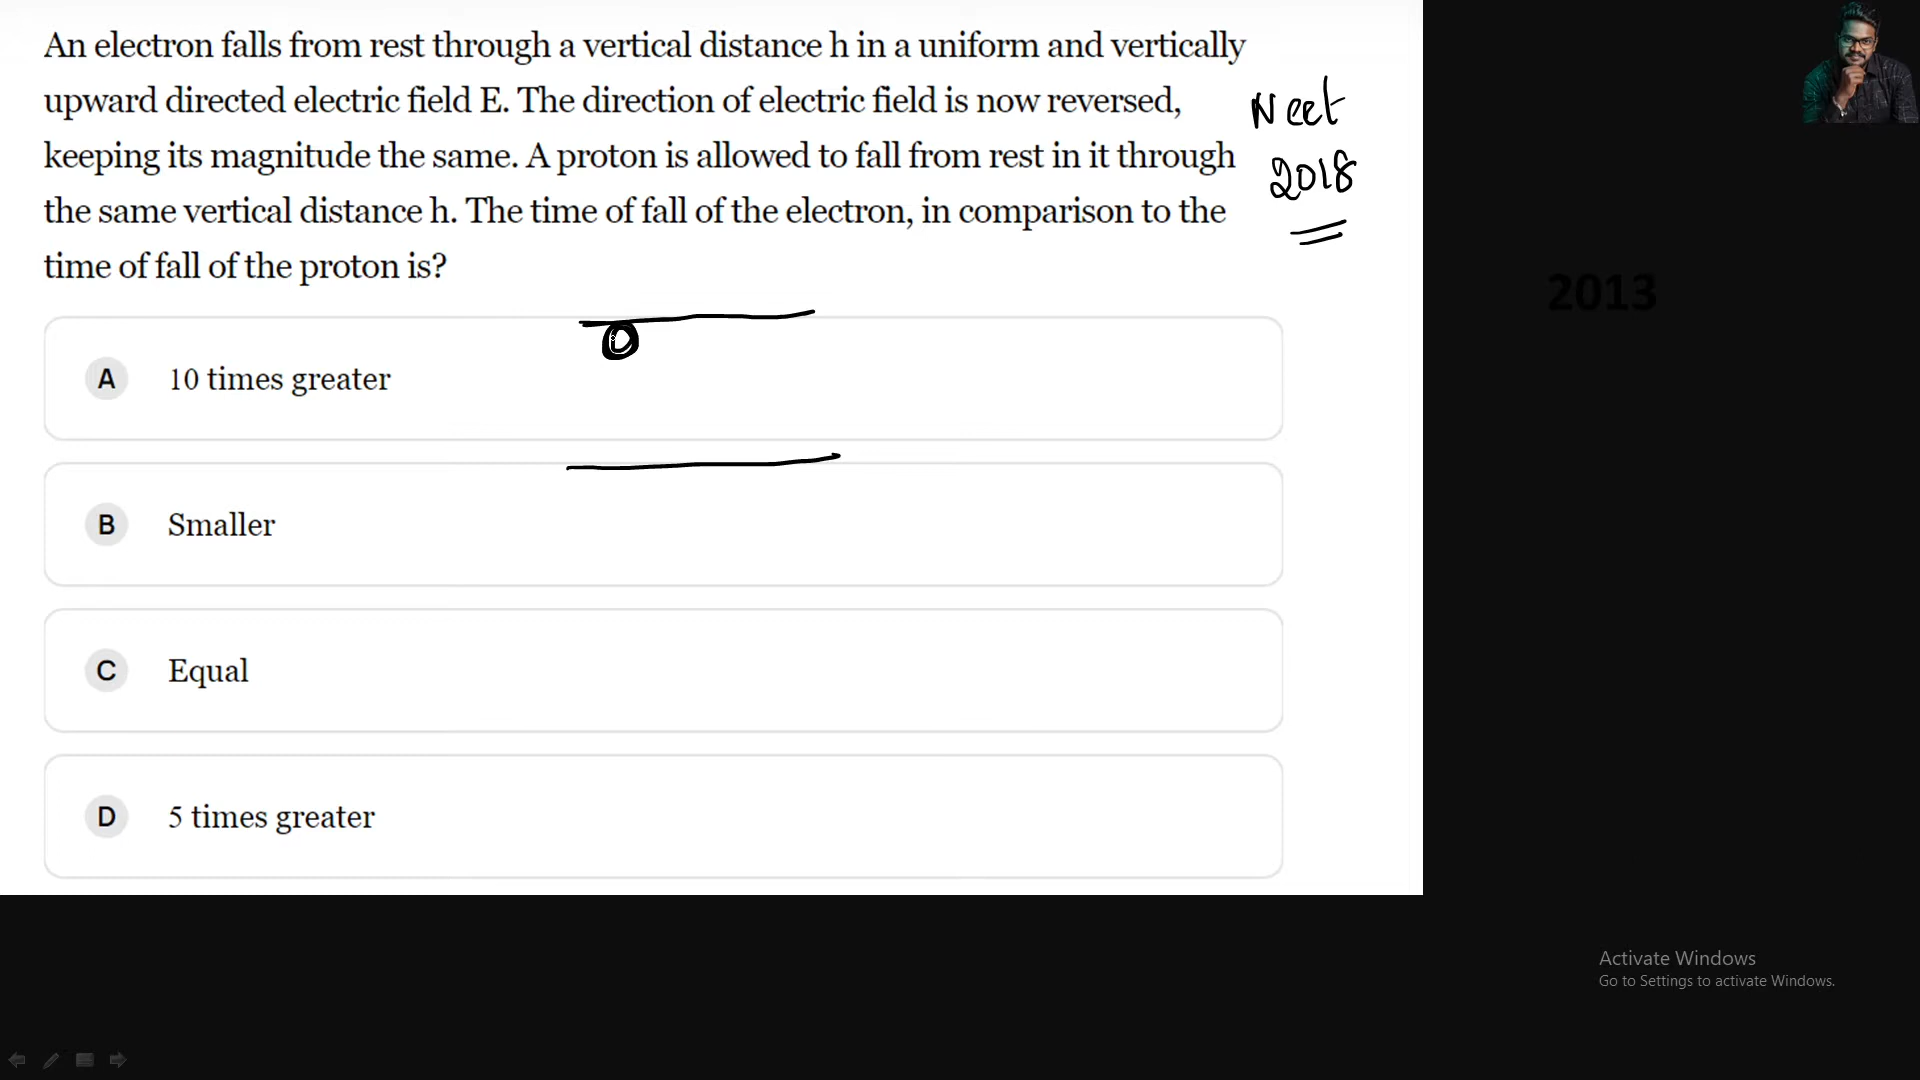 An electron falls from rest through a vertical distance h in a uniform and vertically
upward directed electric field E. The direction of electric field is now reversed,
keeping its magnitude the same. A proton is allowed to fall from rest in it through
the same vertical distance h. The time of fall of the electron, in comparison to the
time of fall of the proton is?
Neet
2018
2013
A 10 times greater
B Smaller
C Equal
D 5 times greater
Activate Windows
Go to Settings to activate Windows.